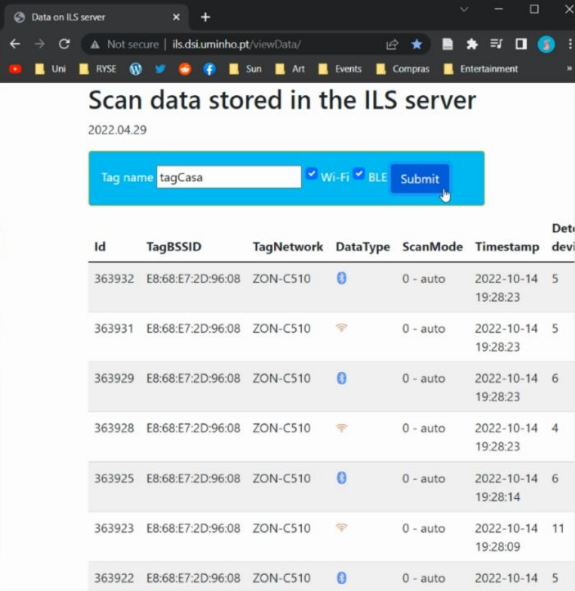 Data on ILS server
Not secure | ils.dsi.uminho.pt/viewData/
Uni RYSE Sun Art Events Compras Entertainment »
Scan data stored in the ILS server
2022.04.29
Tag name tagCasa Wi-Fi BLE Submit
Id TagBSSID TagNetwork DataType ScanMode Timestamp
363932 E8:68:E7:2D:96:08 ZON-C510 0 - auto 2022-10-14 5
19:28:23
363931 E8:68:E7:2D:96:08 ZON-C510 0 - auto 2022-10-14 5
19:28:23
363929 E8:68:E7:2D:96:08 ZON-C510 0 - auto 2022-10-14 6
19:28:23
363928 E8:68:E7:2D:96:08 ZON-C510 0 - auto 2022-10-14 4
19:28:23
363925 E8:68:E7:2D:96:08 ZON-C510 0 - auto 2022-10-14 6
19:28:14
363923 E8:68:E7:2D:96:08 ZON-C510 0 - auto 2022-10-14 11
19:28:09
363922 E8:68:E7:2D:96:08 ZON-C510 0 - auto 2022-10-14 5